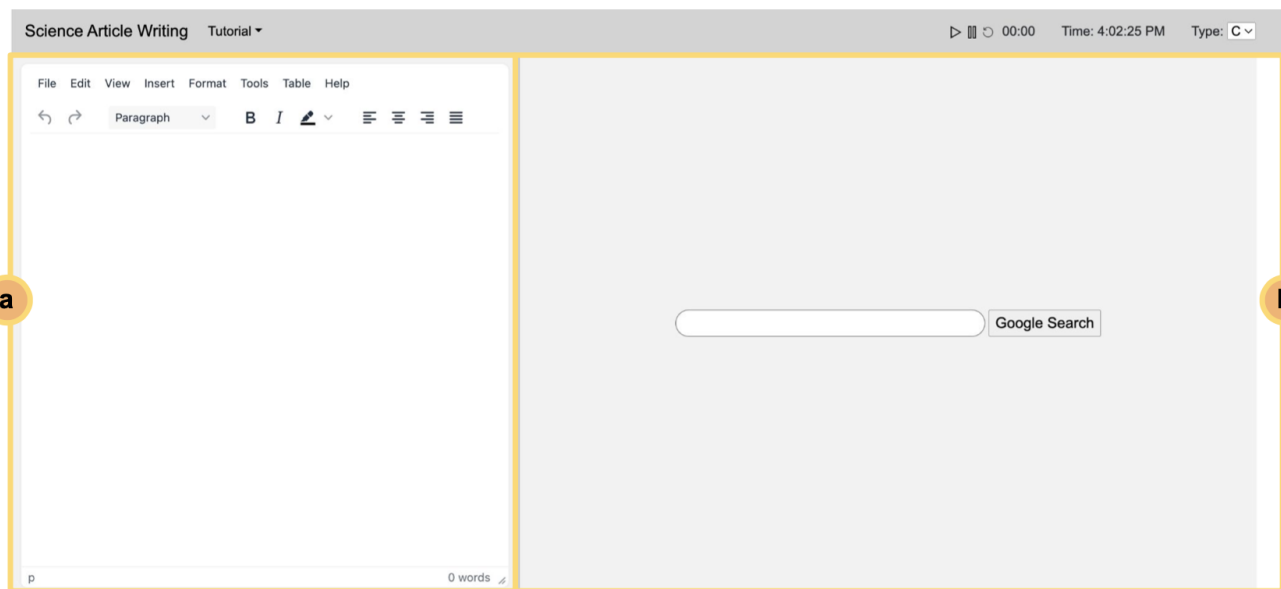 Science Article Writing Tutorial 00:00 Time: 4:02:25 PM Type: C
File Edit View Insert Format Tools Table Help
Paragraph B I
a
Google Search
p 0 words